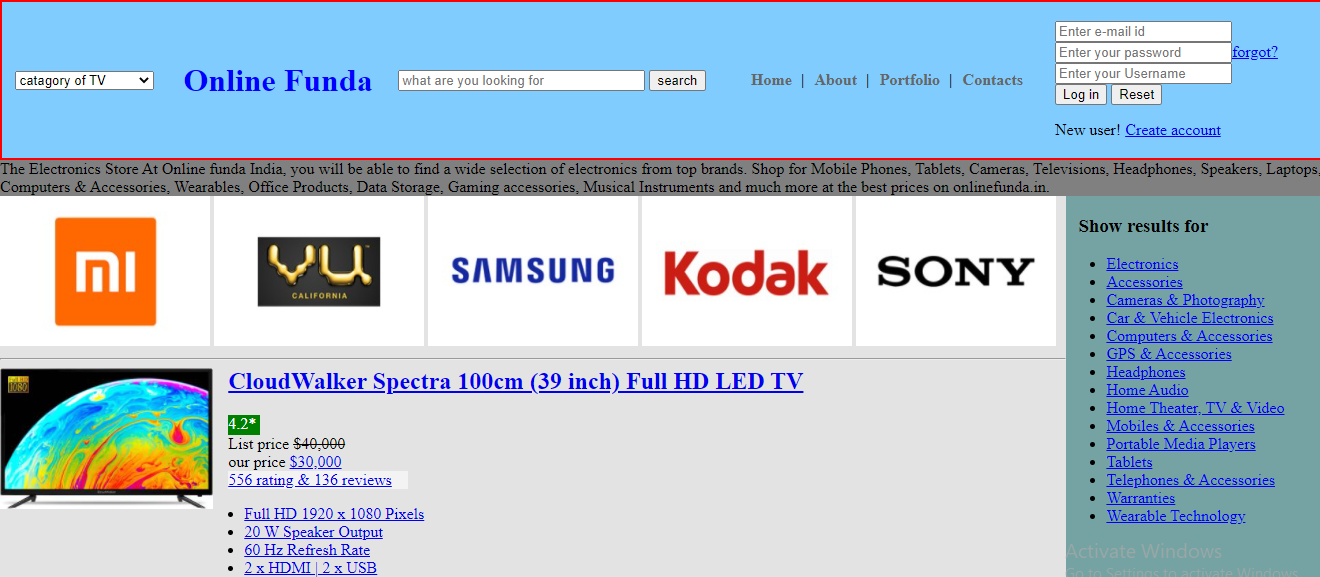 catagory of TV
Online Funda
what are you looking for
search
Home | About | Portfolio | Contacts
Enter e-mail id
Enter your password forgot?
Enter your Username
Log in Reset
New user! Create account
The Electronics Store At Online funda India, you will be able to find a wide selection of electronics from top brands. Shop for Mobile Phones, Tablets, Cameras, Televisions, Headphones, Speakers, Laptops,
Computers & Accessories, Wearables, Office Products, Data Storage, Gaming accessories, Musical Instruments and much more at the best prices on onlinefunda.in.
mi
VU
CALIFORNIA
SAMSUNG
Kodak
SONY
FULL HD
1080
CloudWalker Spectra 100cm (39 inch) Full HD LED TV
4.2*
List price $40,000
our price $30,000
556 rating & 136 reviews
Full HD 1920 x 1080 Pixels
20 W Speaker Output
60 Hz Refresh Rate
2 x HDMI | 2 x USB
Show results for
Electronics
Accessories
Cameras & Photography
Car & Vehicle Electronics
Computers & Accessories
GPS & Accessories
Headphones
Home Audio
Home Theater, TV & Video
Mobiles & Accessories
Portable Media Players
Tablets
Telephones & Accessories
Warranties
Wearable Technology
Activate Windows
Go to Settings to activate Windows.